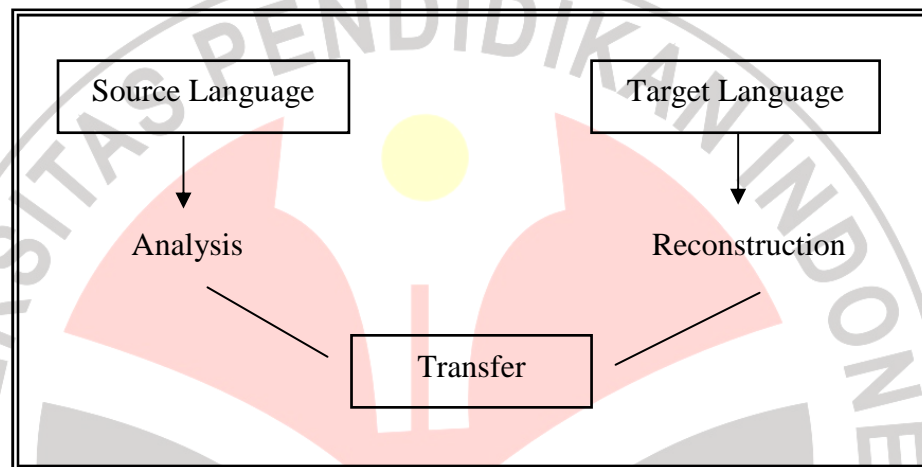 Source Language
Target Language
Analysis
Reconstruction
Transfer
PENDIDIKAN